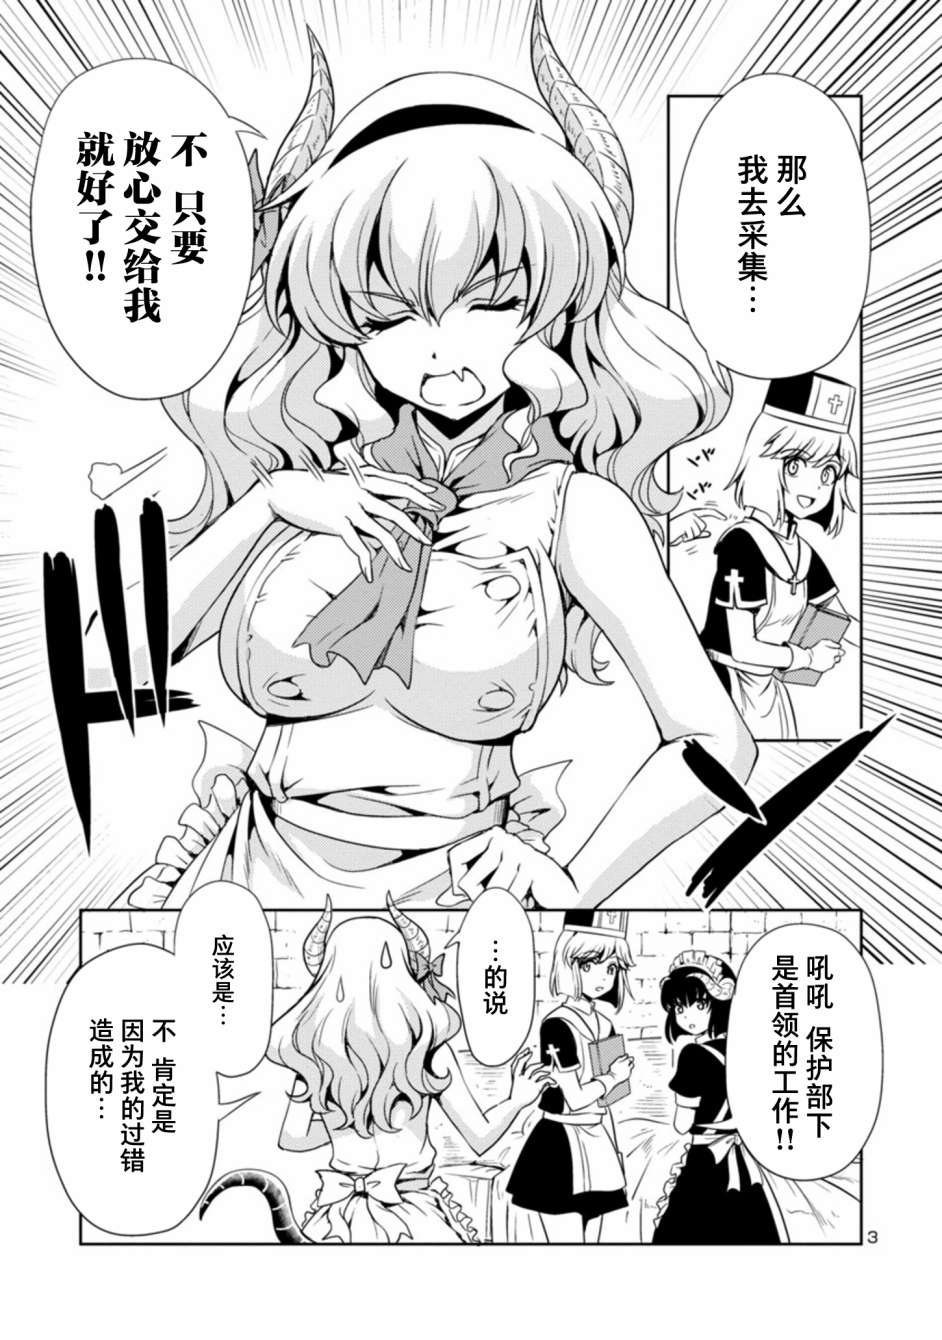 那么
我去采集…
不 只要
放心交给我
就好了!!
吼吼 保护部下
是首领的工作!!
…的说
应该是…
不 肯定是
因为我的过错
造成的…
3